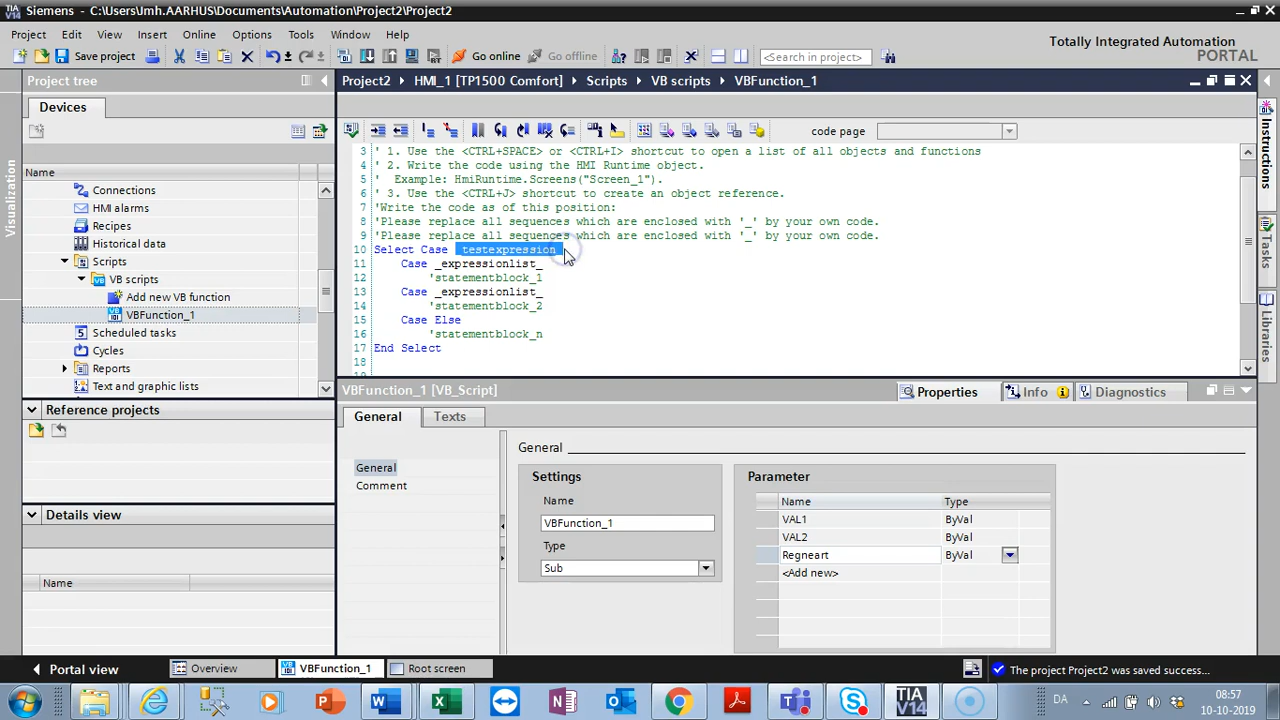 TIA V14 Siemens - C:\Users\lmh.AARHUS\Documents\Automation\Project2\Project2
Project Edit View Insert Online Options Tools Window Help
Totally Integrated Automation
PORTAL
Save project Go online Go offline <Search in project>
Project tree
Project2 HMI_1 [TP1500 Comfort] Scripts VB scripts VBFunction_1
Devices
code page
Name
Connections
HMI alarms
Recipes
Historical data
Scripts
VB scripts
Add new VB function
VBFunction_1
Scheduled tasks
Cycles
Reports
Text and graphic lists
Visualization
3 ' 1. Use the <CTRL+SPACE> or <CTRL+I> shortcut to open a list of all objects and functions
4 ' 2. Write the code using the HMI Runtime object.
5 '  Example: HmiRuntime.Screens("Screen_1").
6 ' 3. Use the <CTRL+J> shortcut to create an object reference.
7 'Write the code as of this position:
8 'Please replace all sequences which are enclosed with '_' by your own code.
9 'Please replace all sequences which are enclosed with '_' by your own code.
10 Select Case _testexpression_
11 Case _expressionlist_
12 'statementblock_1
13 Case _expressionlist_
14 'statementblock_2
15 Case Else
16 'statementblock_n
17 End Select
18
Instructions
Tasks
Libraries
Reference projects
Details view
Name
VBFunction_1 [VB_Script]
Properties Info Diagnostics
General Texts
General
Comment
General
Settings
Name
VBFunction_1
Type
Sub
Parameter
Name Type
VAL1 ByVal
VAL2 ByVal
Regneart ByVal
<Add new>
Portal view Overview VBFunction_1 Root screen
The project Project2 was saved success...
TIA V14
DA
08:57
10-10-2019